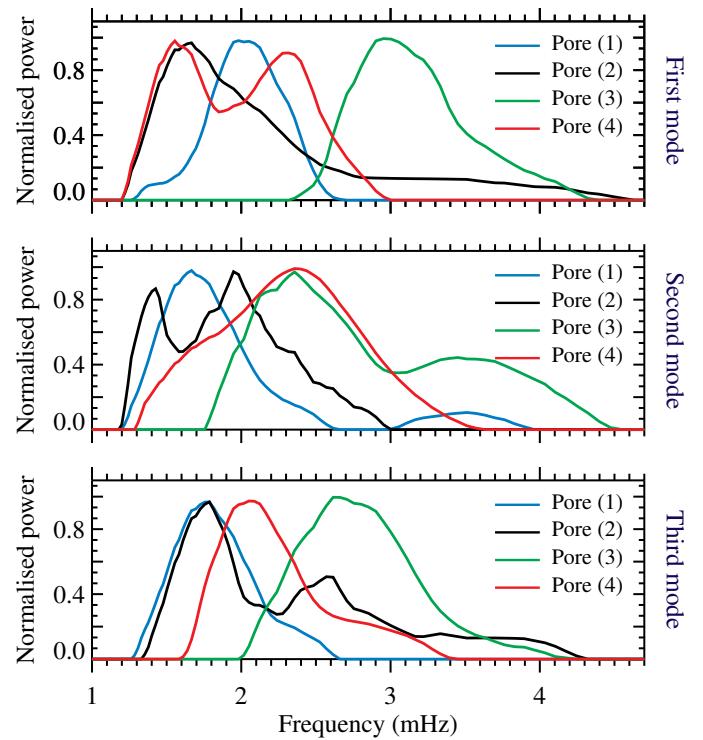 Normalised power
0.8
0.4
0.0
Pore (1)
Pore (2)
Pore (3)
Pore (4)
First mode
Normalised power
0.8
0.4
0.0
Pore (1)
Pore (2)
Pore (3)
Pore (4)
Second mode
Normalised power
0.8
0.4
0.0
Pore (1)
Pore (2)
Pore (3)
Pore (4)
Third mode
1 2 3 4
Frequency (mHz)